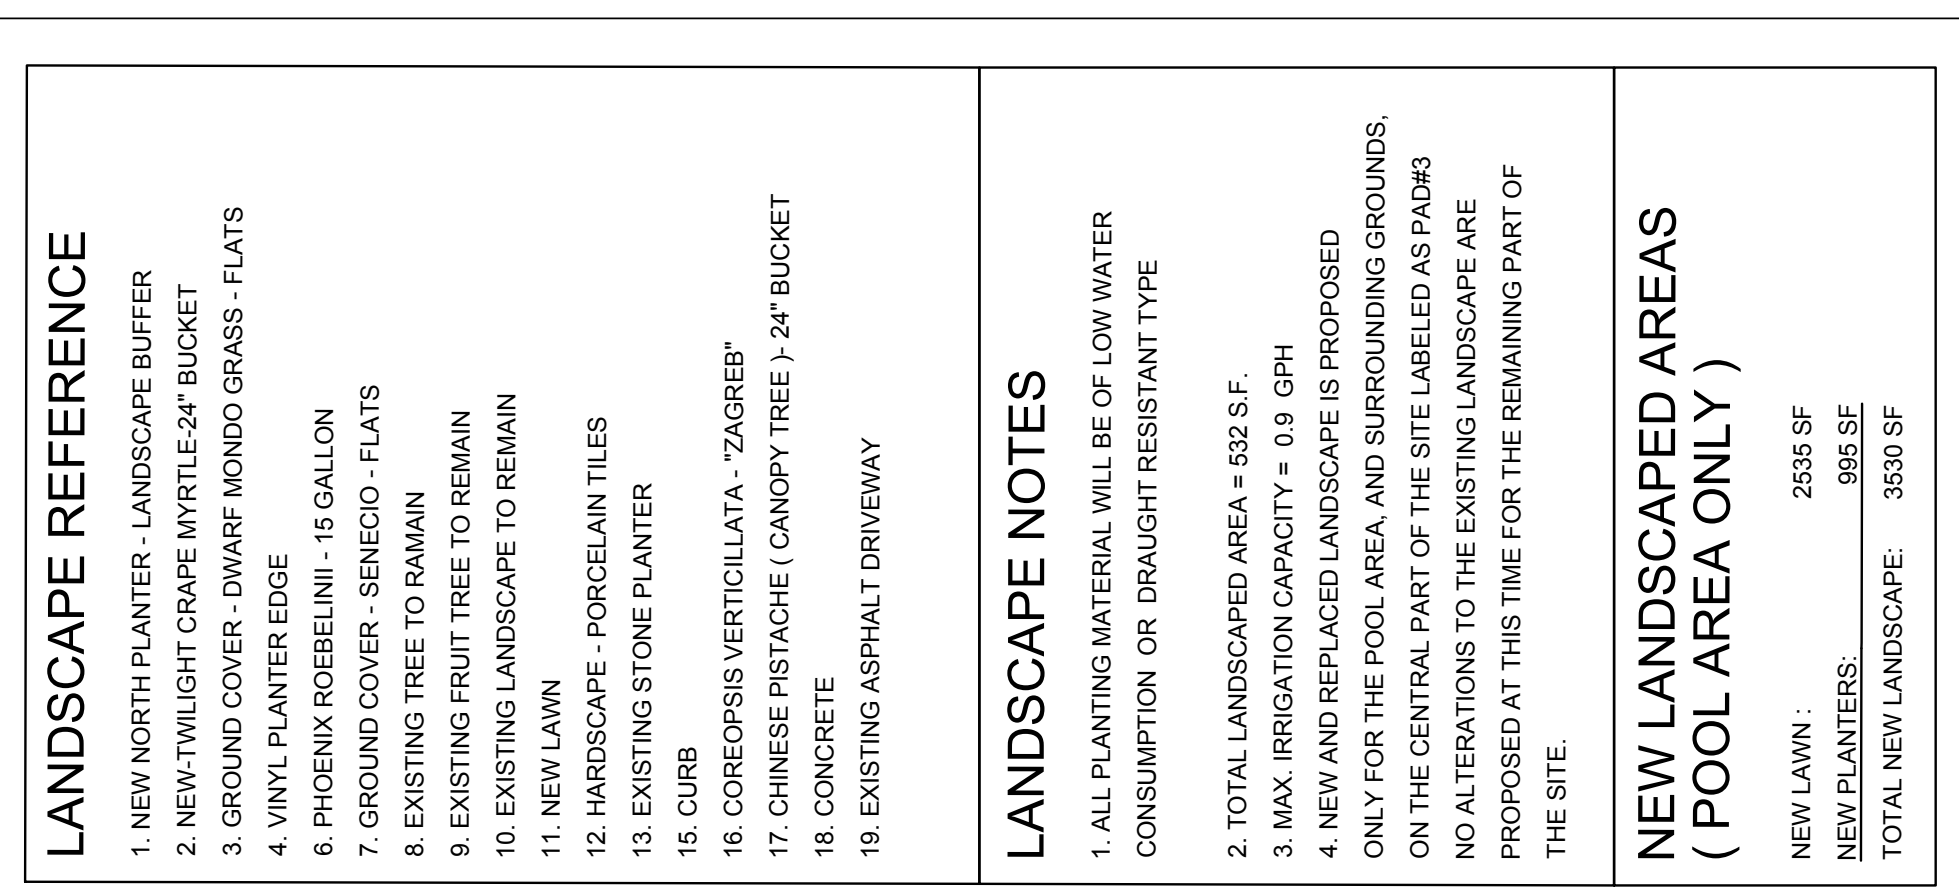 LANDSCAPE REFERENCE
1. NEW NORTH PLANTER - LANDSCAPE BUFFER
2. NEW-TWILIGHT CRAPE MYRTLE-24" BUCKET
3. GROUND COVER - DWARF MONDO GRASS - FLATS
4. VINYL PLANTER EDGE
6. PHOENIX ROEBELINII - 15 GALLON
7. GROUND COVER - SENECIO - FLATS
8. EXISTING TREE TO RAMAIN
9. EXISTING FRUIT TREE TO REMAIN
10. EXISTING LANDSCAPE TO REMAIN
11. NEW LAWN
12. HARDSCAPE - PORCELAIN TILES
13. EXISTING STONE PLANTER
15. CURB
16. COREOPSIS VERTICILLATA - "ZAGREB"
17. CHINESE PISTACHE ( CANOPY TREE )- 24" BUCKET
18. CONCRETE
19. EXISTING ASPHALT DRIVEWAY
LANDSCAPE NOTES
1. ALL PLANTING MATERIAL WILL BE OF LOW WATER
CONSUMPTION OR DRAUGHT RESISTANT TYPE
2. TOTAL LANDSCAPED AREA = 532 S.F.
3. MAX. IRRIGATION CAPACITY = 0.9 GPH
4. NEW AND REPLACED LANDSCAPE IS PROPOSED
ONLY FOR THE POOL AREA, AND SURROUNDING GROUNDS,
ON THE CENTRAL PART OF THE SITE LABELED AS PAD#3
NO ALTERATIONS TO THE EXISTING LANDSCAPE ARE
PROPOSED AT THIS TIME FOR THE REMAINING PART OF
THE SITE.
NEW LANDSCAPED AREAS
( POOL AREA ONLY )
NEW LAWN : 2535 SF
NEW PLANTERS: 995 SF
TOTAL NEW LANDSCAPE: 3530 SF